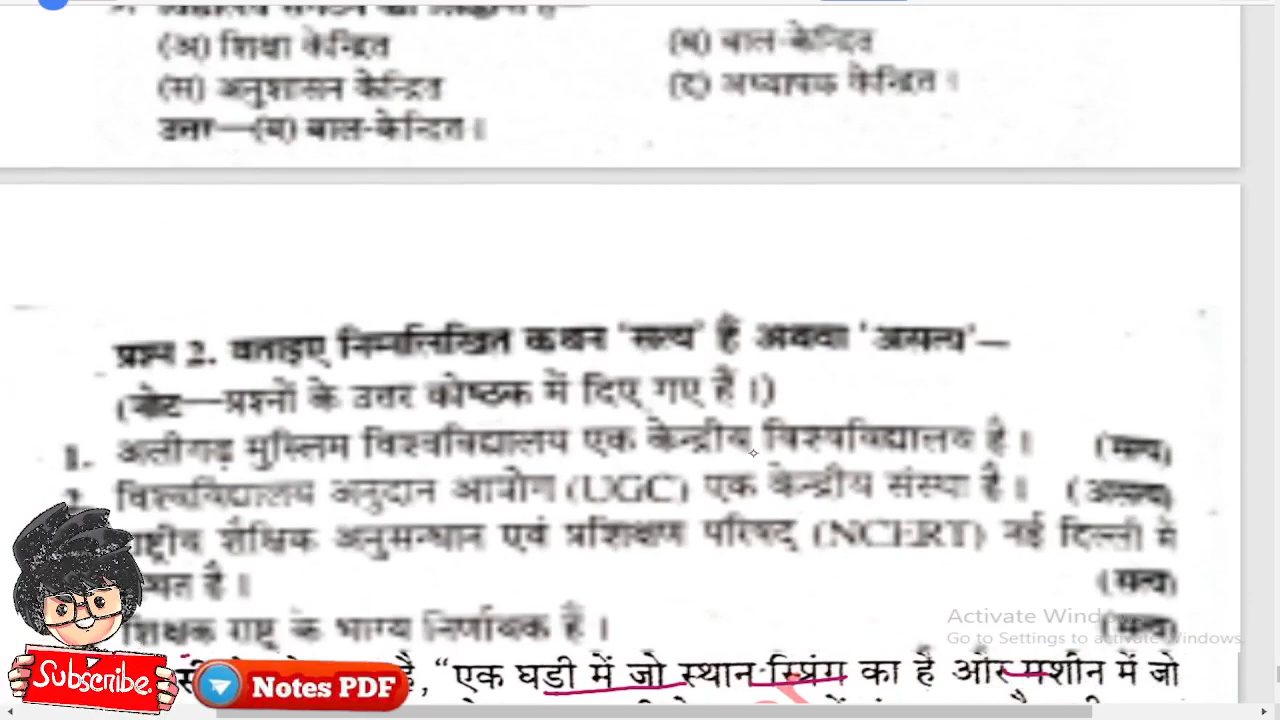 (अ) शिक्षा केन्द्रित (ब) बाल-केन्द्रित
(स) अनुशासन केन्द्रित (द) अध्यापक केन्द्रित ।
उत्तर—(ब) बाल-केन्द्रित ।
प्रश्न 2. बताइए निम्नलिखित कथन 'सत्य' हैं अथवा 'असत्य'—
(नोट—प्रश्नों के उत्तर कोष्ठक में दिए गए हैं ।)
1. अलीगढ़ मुस्लिम विश्वविद्यालय एक केन्द्रीय विश्वविद्यालय है । (सत्य)
विश्वविद्यालय अनुदान आयोग (UGC) एक केन्द्रीय संस्था है । (असत्य)
शैक्षिक अनुसन्धान एवं प्रशिक्षण परिषद् (NCERT) नई दिल्ली में
है । (सत्य)
शिक्षक राष्ट्र के भाग्य निर्णायक हैं । (सत्य)
है, “एक घडी में जो स्थान स्प्रिंग का है और मशीन में जो
Activate Windows
Go to Settings to activate Windows.
Subscribe.
Notes PDF